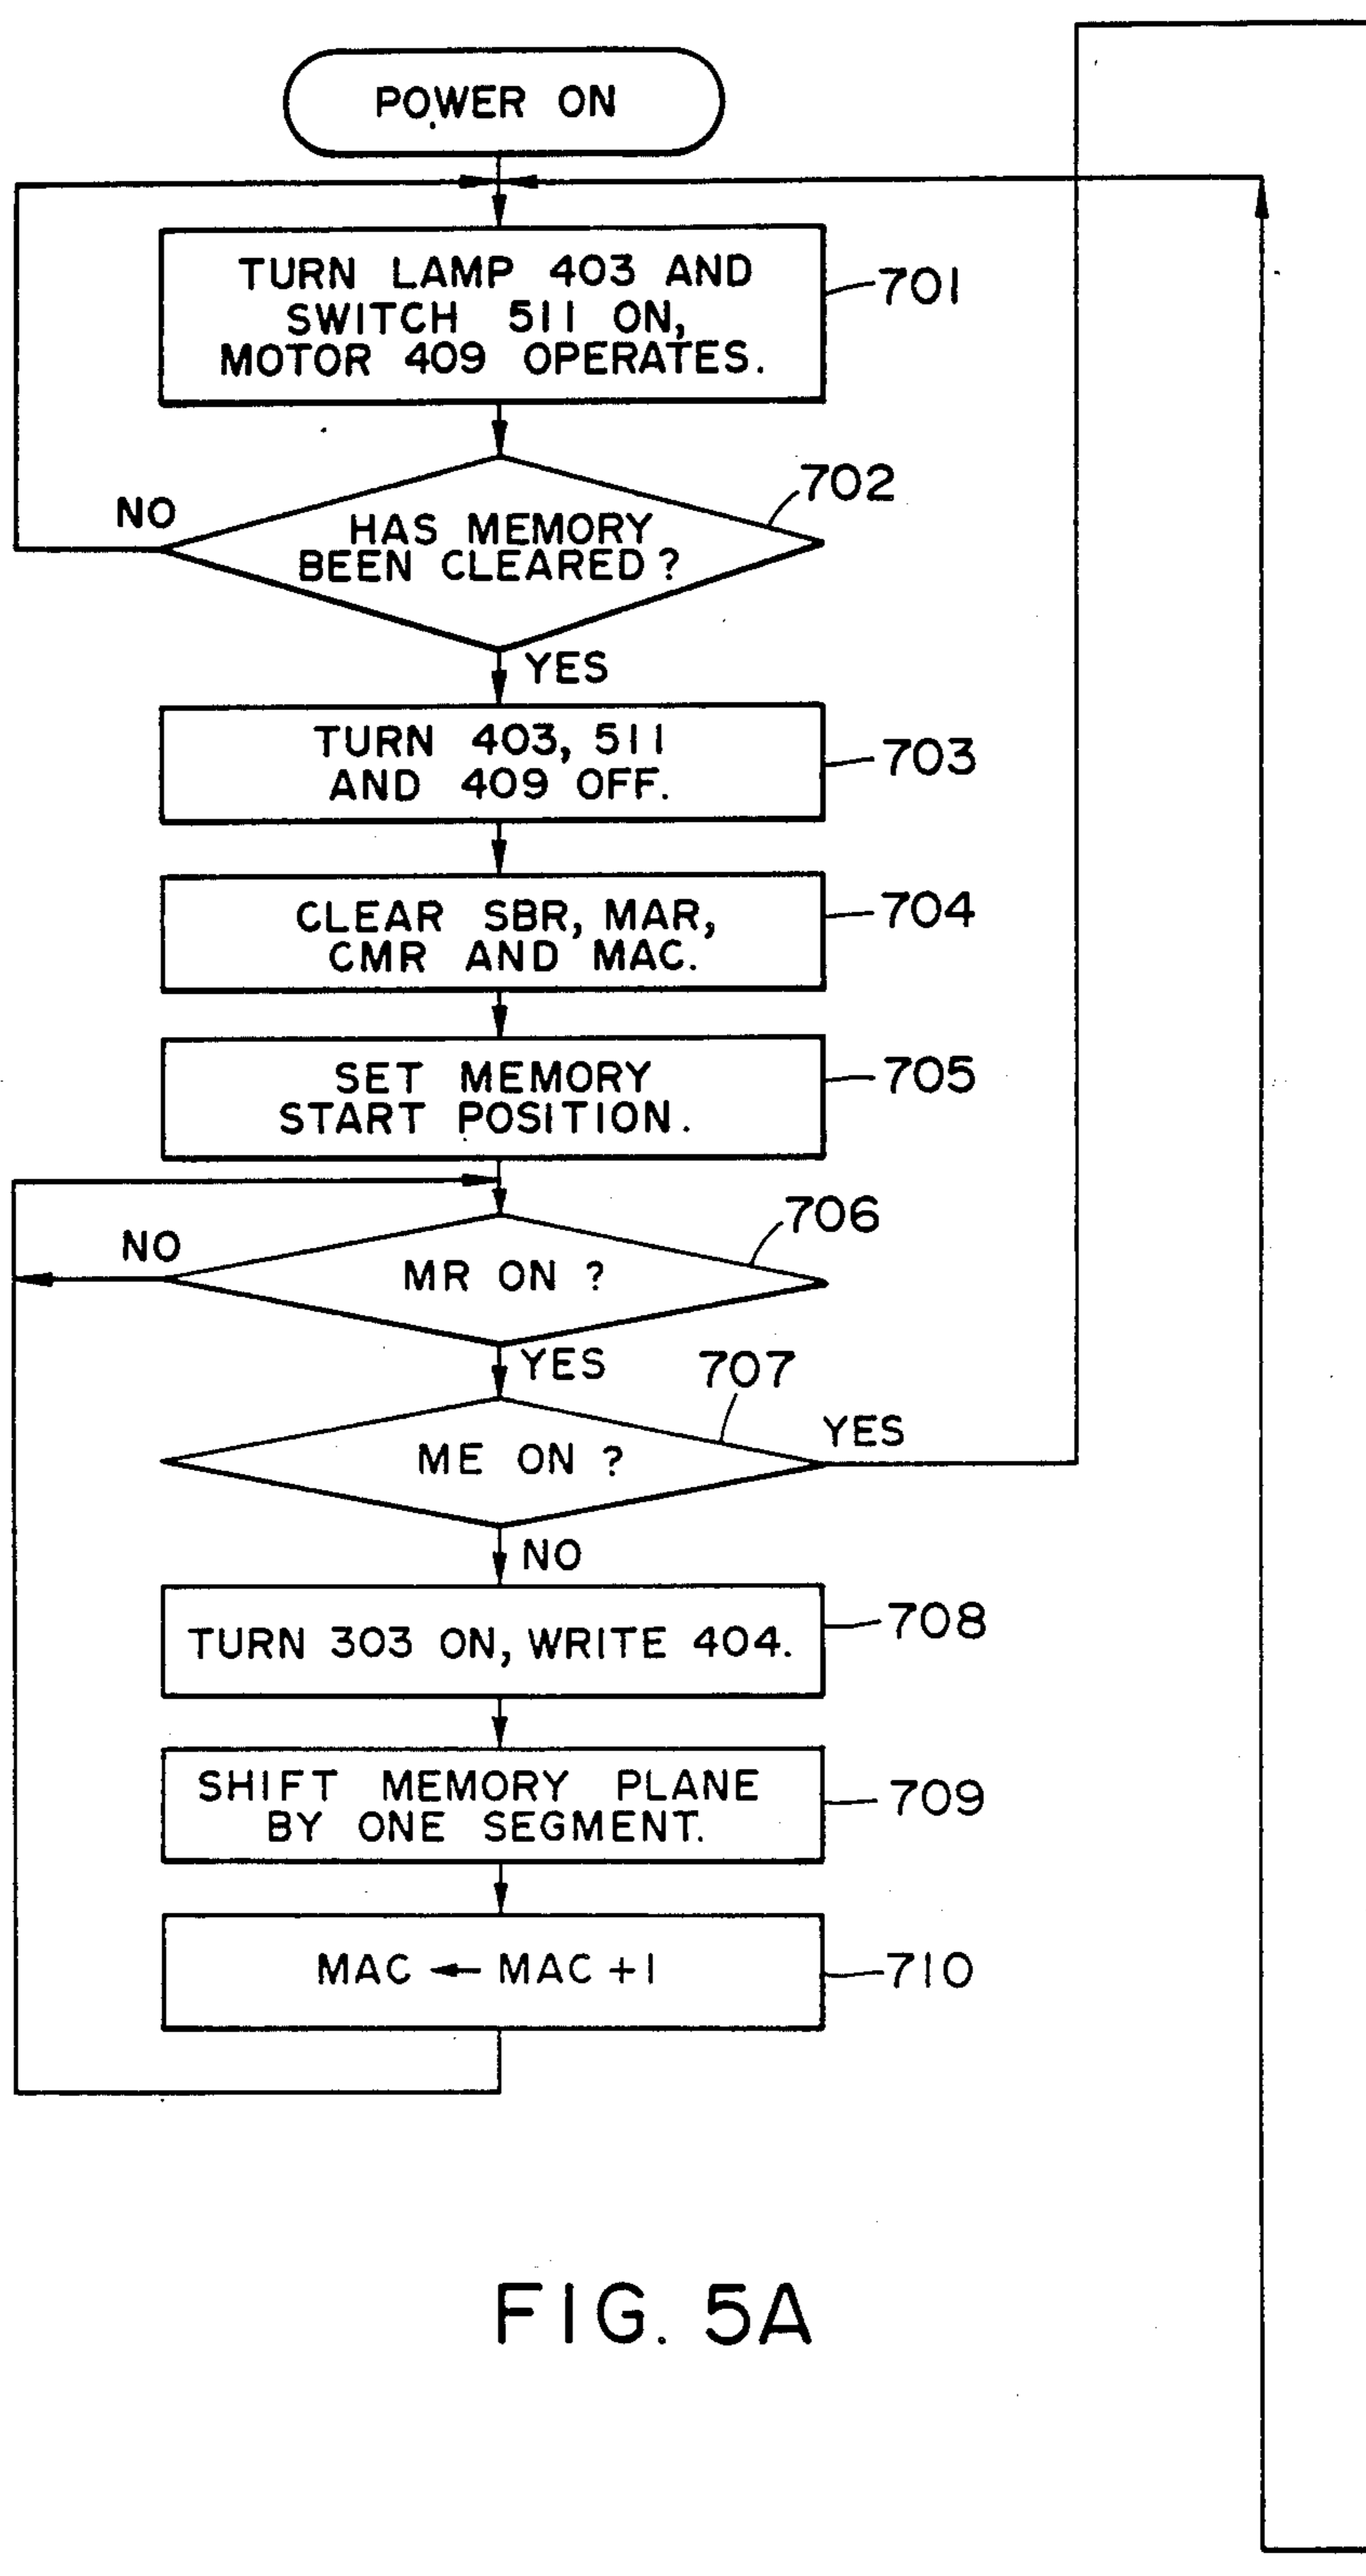 POWER ON
TURN LAMP 403 AND
SWITCH 511 ON,
MOTOR 409 OPERATES.
701
702
NO
HAS MEMORY
BEEN CLEARED?
YES
TURN 403, 511
AND 409 OFF.
703
CLEAR SBR, MAR,
CMR AND MAC.
704
SET MEMORY
START POSITION.
705
706
NO
MR ON ?
YES
707
ME ON ?
YES
NO
TURN 303 ON, WRITE 404.
708
SHIFT MEMORY PLANE
BY ONE SEGMENT.
709
MAC ← MAC +1
710
FIG. 5A